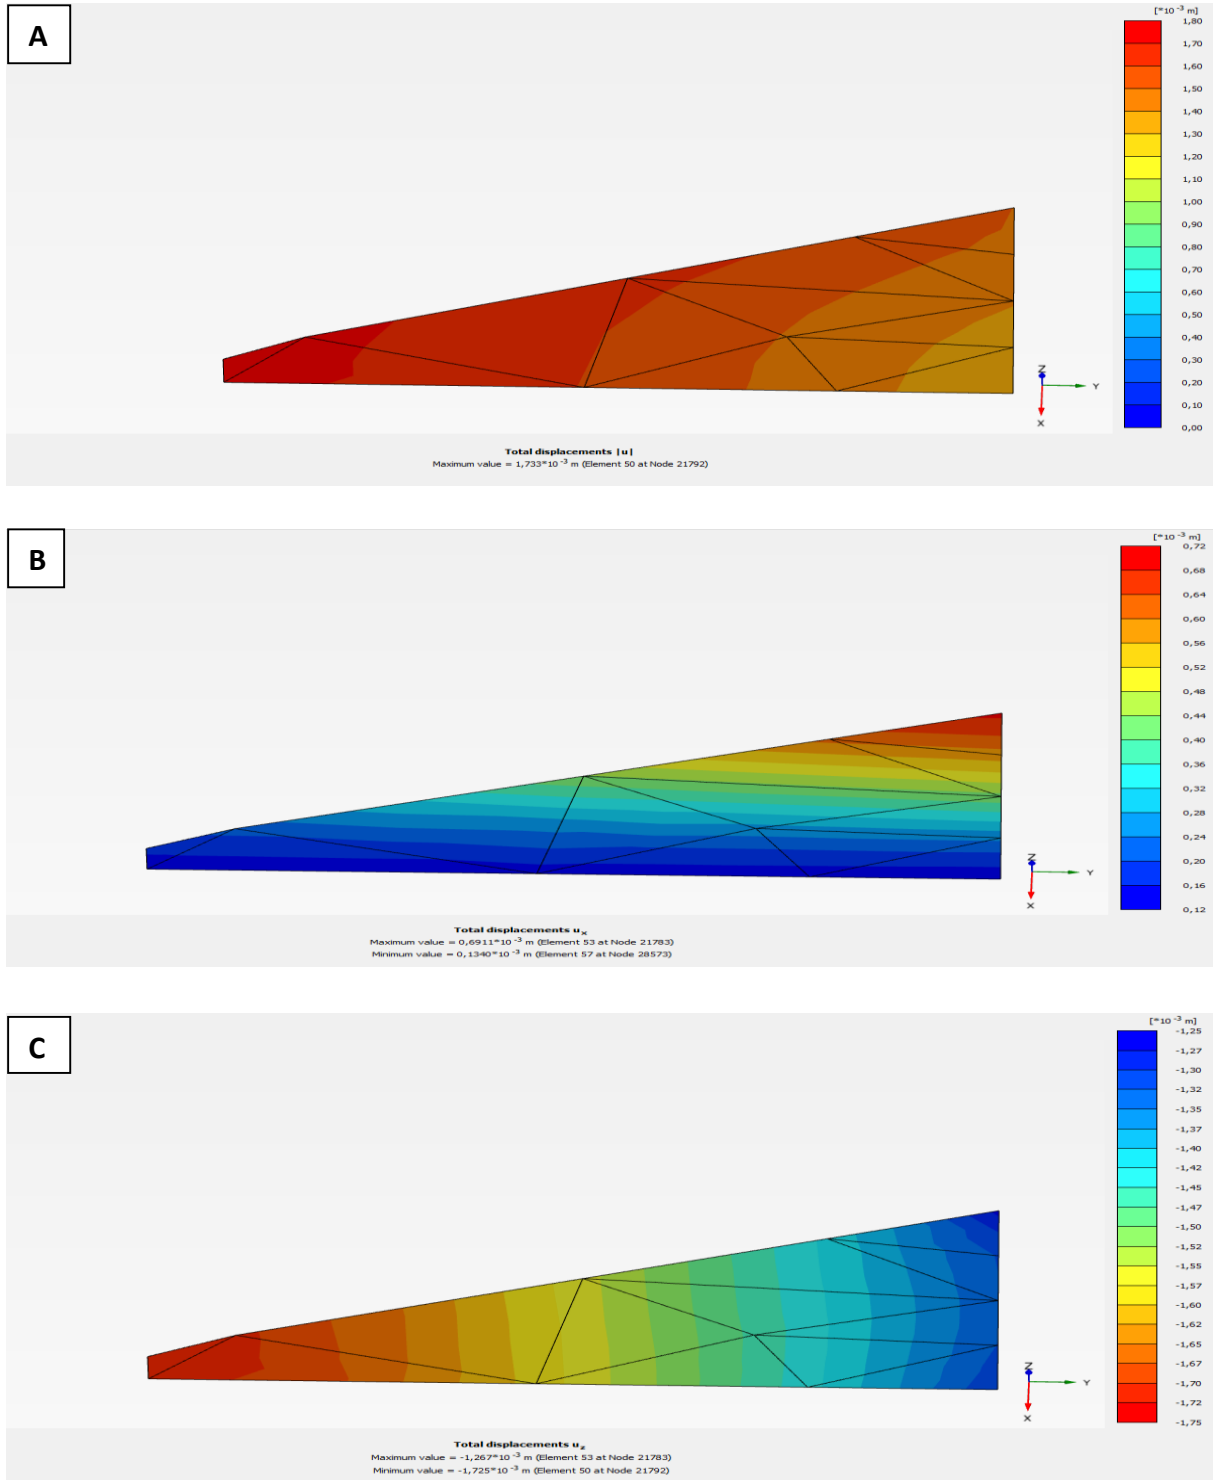 A
[*10 -3 m]
1,80
1,70
1,60
1,50
1,40
1,30
1,20
1,10
1,00
0,90
0,80
0,70
0,60
0,50
0,40
0,30
0,20
0,10
0,00
Z
Y
X
Total displacements |u|
Maximum value = 1,733*10 -3 m (Element 50 at Node 21792)
B
[*10 -3 m]
0,72
0,68
0,64
0,60
0,56
0,52
0,48
0,44
0,40
0,36
0,32
0,28
0,24
0,20
0,16
0,12
Z
Y
X
Total displacements ux
Maximum value = 0,6911*10 -3 m (Element 53 at Node 21783)
Minimum value = 0,1340*10 -3 m (Element 57 at Node 28573)
C
[*10 -3 m]
-1,25
-1,27
-1,30
-1,32
-1,35
-1,37
-1,40
-1,42
-1,45
-1,47
-1,50
-1,52
-1,55
-1,57
-1,60
-1,62
-1,65
-1,67
-1,70
-1,72
-1,75
Z
Y
X
Total displacements uz
Maximum value = -1,267*10 -3 m (Element 53 at Node 21783)
Minimum value = -1,725*10 -3 m (Element 50 at Node 21792)